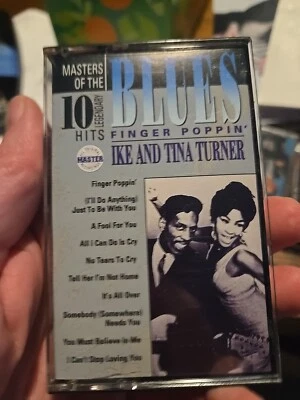 MASTERS
OF THE
BLUES
10 LEGENDARY
HITS
FINGER POPPIN'
MASTER
IKE AND TINA TURNER
Finger Poppin'
(I'll Do Anything)
Just To Be With You
A Fool For You
All I Can Do Is Cry
No Tears To Cry
Tell Her I'm Not Home
It's All Over
Somebody (Somewhere)
Needs You
You Must Believe In Me
I Can't Stop Loving You